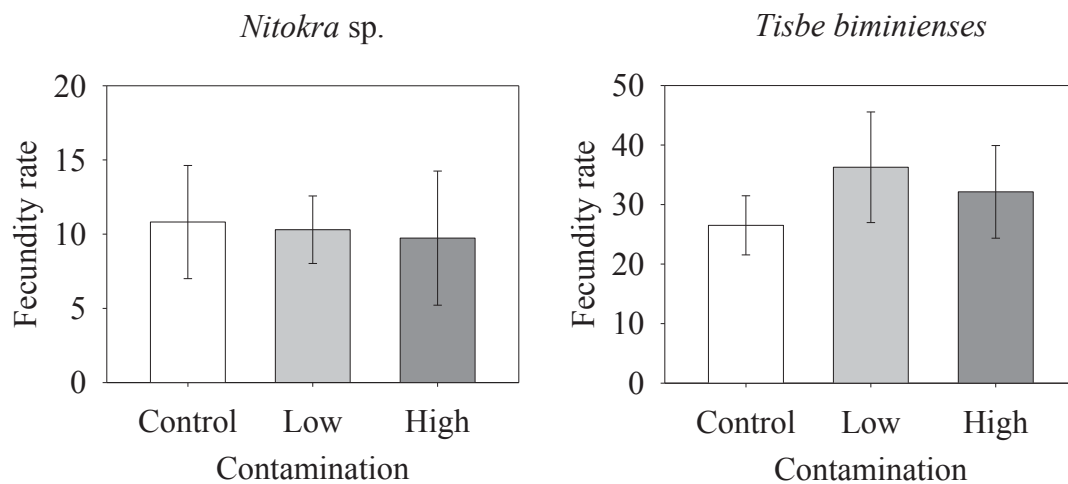 Nitokra sp.
Fecundity rate
20
15
10
5
0
Control Low High
Contamination
Tisbe biminienses
Fecundity rate
50
40
30
20
10
0
Control Low High
Contamination